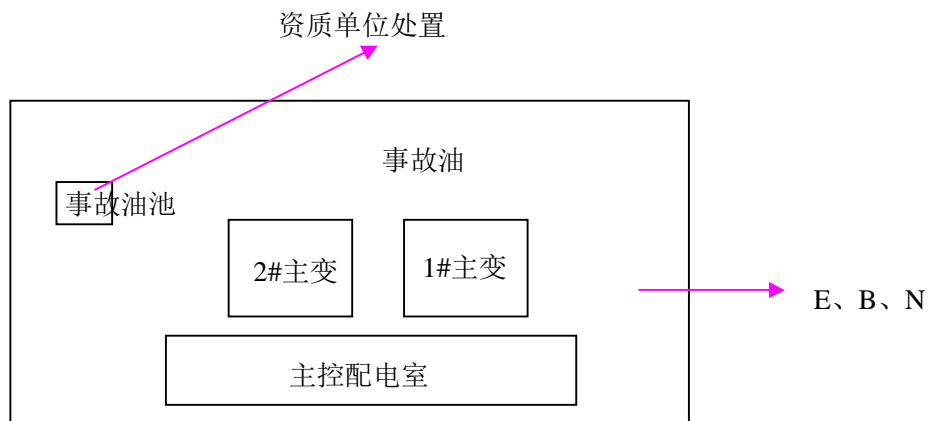 资质单位处置
事故油
事故油池
2#主变
1#主变
E、B、N
主控配电室